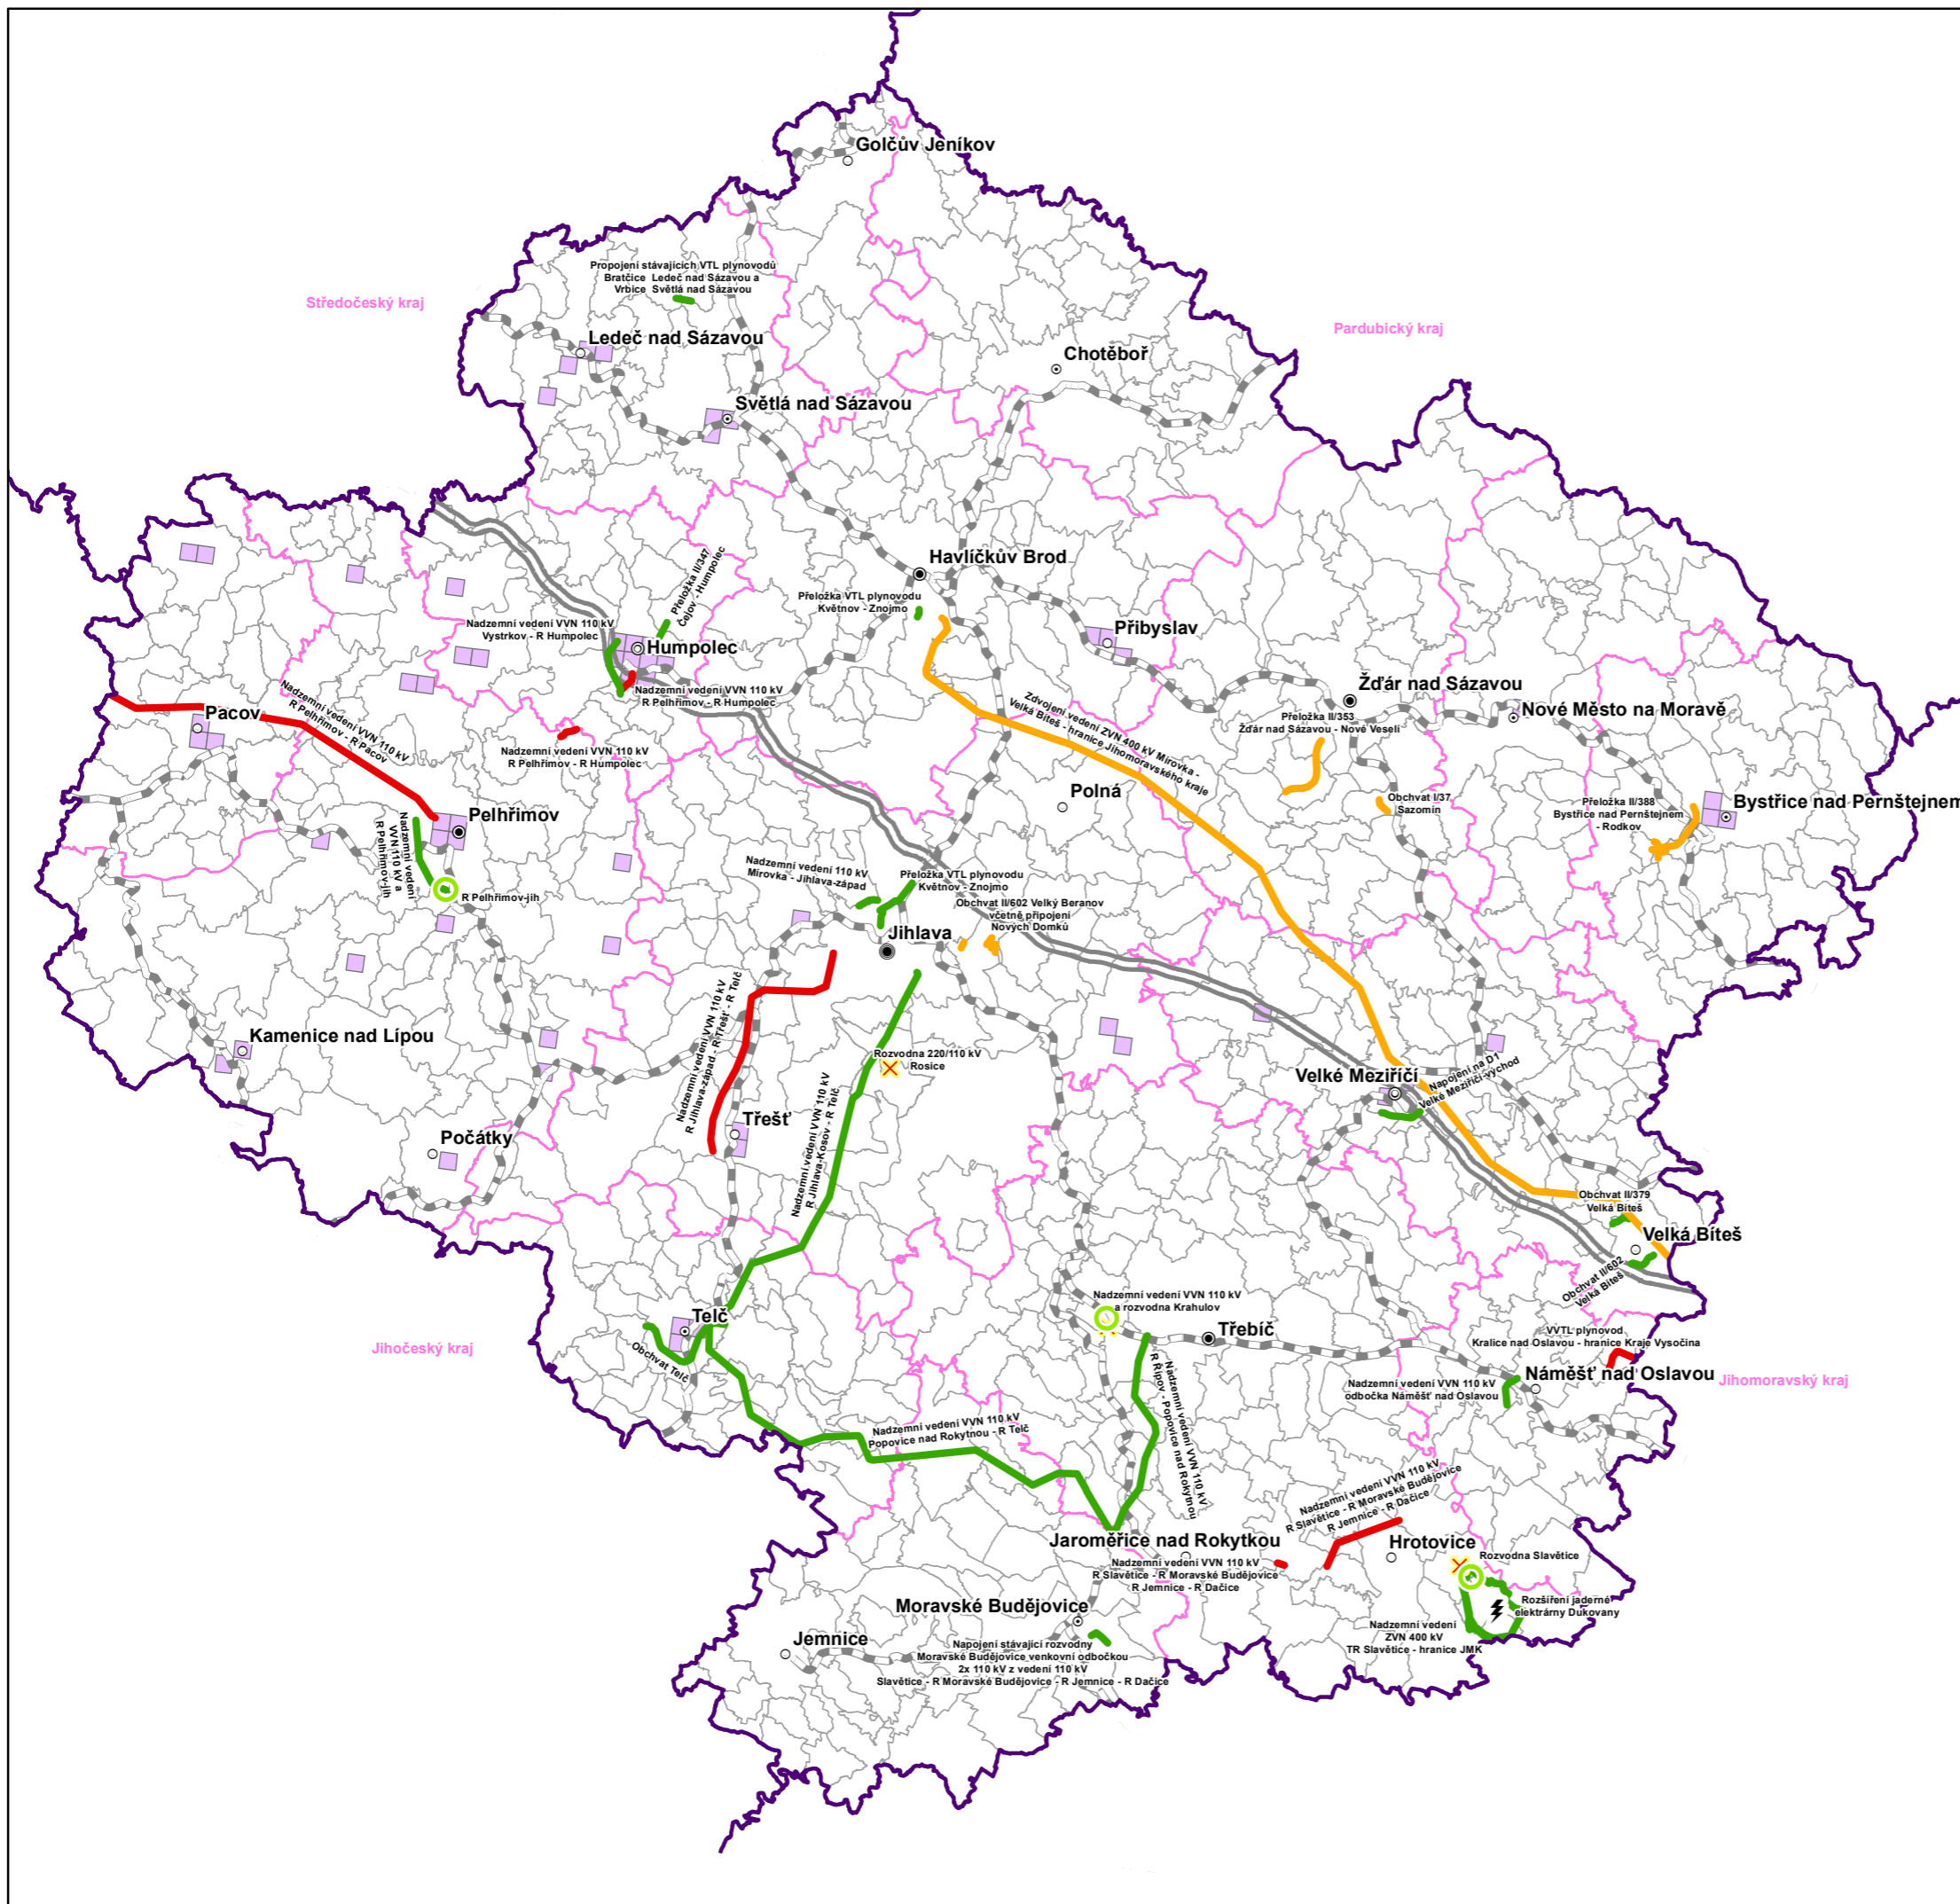 Golčův Jeníkov
Propojení stávajících VTL plynovodů
Bratčice  Ledeč nad Sázavou a
Vrbice  Světlá nad Sázavou
Středočeský kraj
Pardubický kraj
Ledeč nad Sázavou
Chotěboř
Světlá nad Sázavou
Havlíčkův Brod
Přeložka II/347
Čejov - Humpolec
Přeložka VTL plynovodu
Květnov - Znojmo
Nadzemní vedení VVN 110 kV
Vystrkov - R Humpolec
Humpolec
Přibyslav
Nadzemní vedení VVN 110 kV
R Pelhřimov - R Humpolec
Žďár nad Sázavou
Zdvojení vedení ZVN 400 kV Mírovka -
Velká Bíteš - hranice Jihomoravského kraje
Přeložka II/353
Žďár nad Sázavou - Nové Veselí
Nové Město na Moravě
Pacov
Nadzemní vedení VVN 110 kV
R Pelhřimov - R Pacov
Nadzemní vedení VVN 110 kV
R Pelhřimov - R Humpolec
Polná
Obchvat I/37
Sazomín
Přeložka II/388
Bystřice nad Pernštejnem
- Rodkov
Bystřice nad Pernštejnem
Pelhřimov
Nadzemní vedení
VVN 110 kV a
R Pelhřimov-jih
R Pelhřimov-jih
Nadzemní vedení 110 kV
Mírovka - Jihlava-západ
Přeložka VTL plynovodu
Květnov - Znojmo
Obchvat II/602 Velký Beranov
včetně připojení
Nových Domků
Jihlava
Kamenice nad Lípou
Nadzemní vedení VVN 110 kV
R Jihlava-západ - R Třešť - R Telč
Rozvodna 220/110 kV
Rosice
Velké Meziříčí
Napojení na D1
Velké Meziříčí-východ
Třešť
Počátky
Nadzemní vedení VVN 110 kV
R Jihlava-Kosov - R Telč
Obchvat II/379
Velká Bíteš
Velká Bíteš
Obchvat II/602
Velká Bíteš
Nadzemní vedení VVN 110 kV
a rozvodna Krahulov
Telč
Třebíč
Jihočeský kraj
Obchvat Telč
VVTL plynovod
Kralice nad Oslavou - hranice Kraje Vysočina
Náměšť nad Oslavou
Jihomoravský kraj
Nadzemní vedení VVN 110 kV
odbočka Náměšť nad Oslavou
Nadzemní vedení VVN 110 kV
R Řípov - Popovice nad Rokytnou
Nadzemní vedení VVN 110 kV
Popovice nad Rokytnou - R Telč
Nadzemní vedení VVN 110 kV
R Slavětice - R Moravské Budějovice
R Jemnice - R Dačice
Jaroměřice nad Rokytkou
Hrotovice
Rozvodna Slavětice
Nadzemní vedení VVN 110 kV
R Slavětice - R Moravské Budějovice
R Jemnice - R Dačice
Rozšíření jaderné
elektrárny Dukovany
Moravské Budějovice
Nadzemní vedení
ZVN 400 kV
TR Slavětice - hranice JMK
Jemnice
Napojení stávající rozvodny
Moravské Budějovice venkovní odbočkou
2x 110 kV z vedení 110 kV
Slavětice - R Moravské Budějovice - R Jemnice - R Dačice